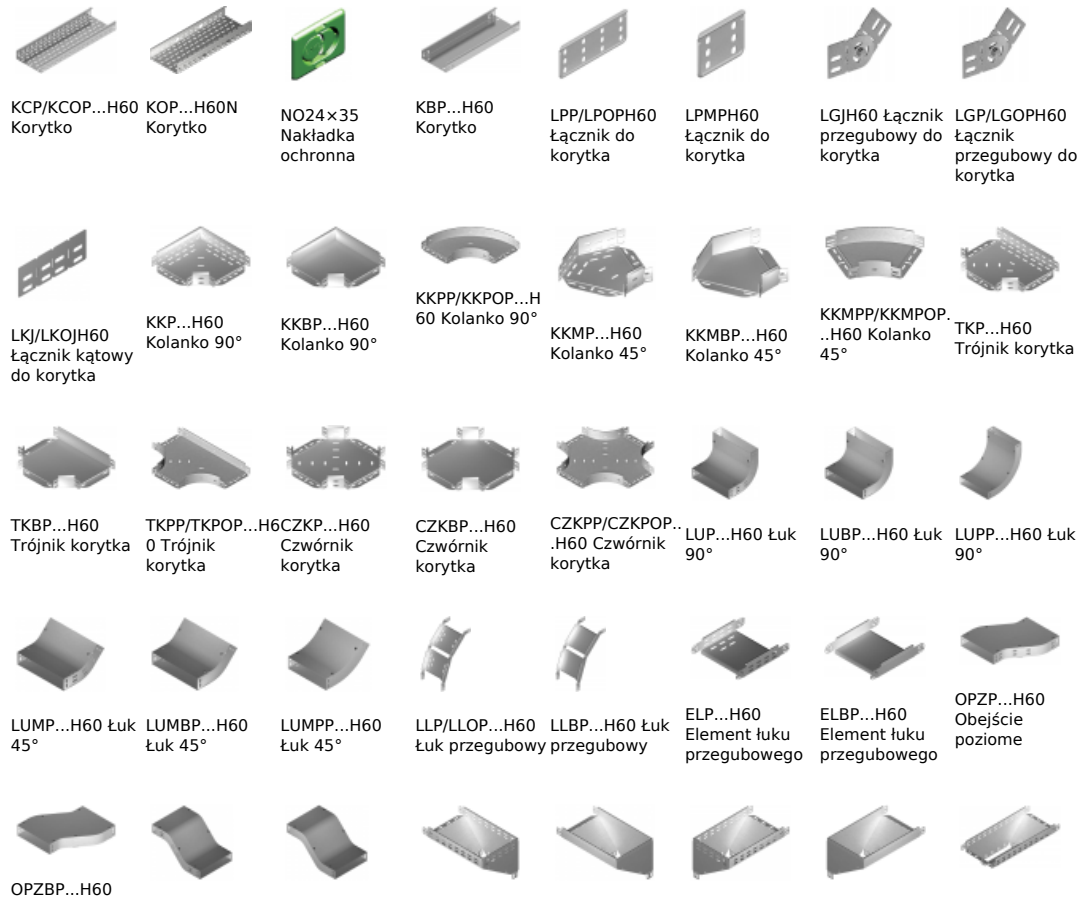 KCP/KCOP...H60
Korytko
KOP...H60N
Korytko
NO24×35
Nakładka
ochronna
KBP...H60
Korytko
LPP/LPOPH60
Łącznik do
korytka
LPMPH60
Łącznik do
korytka
LGJH60 Łącznik
przegubowy do
korytka
LGP/LGOPH60
Łącznik
przegubowy do
korytka
LKJ/LKOJH60
Łącznik kątowy
do korytka
KKP...H60
Kolanko 90°
KKBP...H60
Kolanko 90°
KKPP/KKPOP...H
60 Kolanko 90°
KKMP...H60
Kolanko 45°
KKMBP...H60
Kolanko 45°
KKMPP/KKMPOP.
..H60 Kolanko
45°
TKP...H60
Trójnik korytka
TKBP...H60
Trójnik korytka
TKPP/TKPOP...H6
0 Trójnik
korytka
CZKP...H60
Czwórnik
korytka
CZKBP...H60
Czwórnik
korytka
CZKPP/CZKPOP..
.H60 Czwórnik
korytka
LUP...H60 Łuk
90°
LUBP...H60 Łuk
90°
LUPP...H60 Łuk
90°
LUMP...H60 Łuk
45°
LUMBP...H60
Łuk 45°
LUMPP...H60
Łuk 45°
LLP/LLOP...H60
Łuk przegubowy
LLBP...H60 Łuk
przegubowy
ELP...H60
Element łuku
przegubowego
ELBP...H60
Element łuku
przegubowego
OPZP...H60
Obejście
poziome
OPZBP...H60